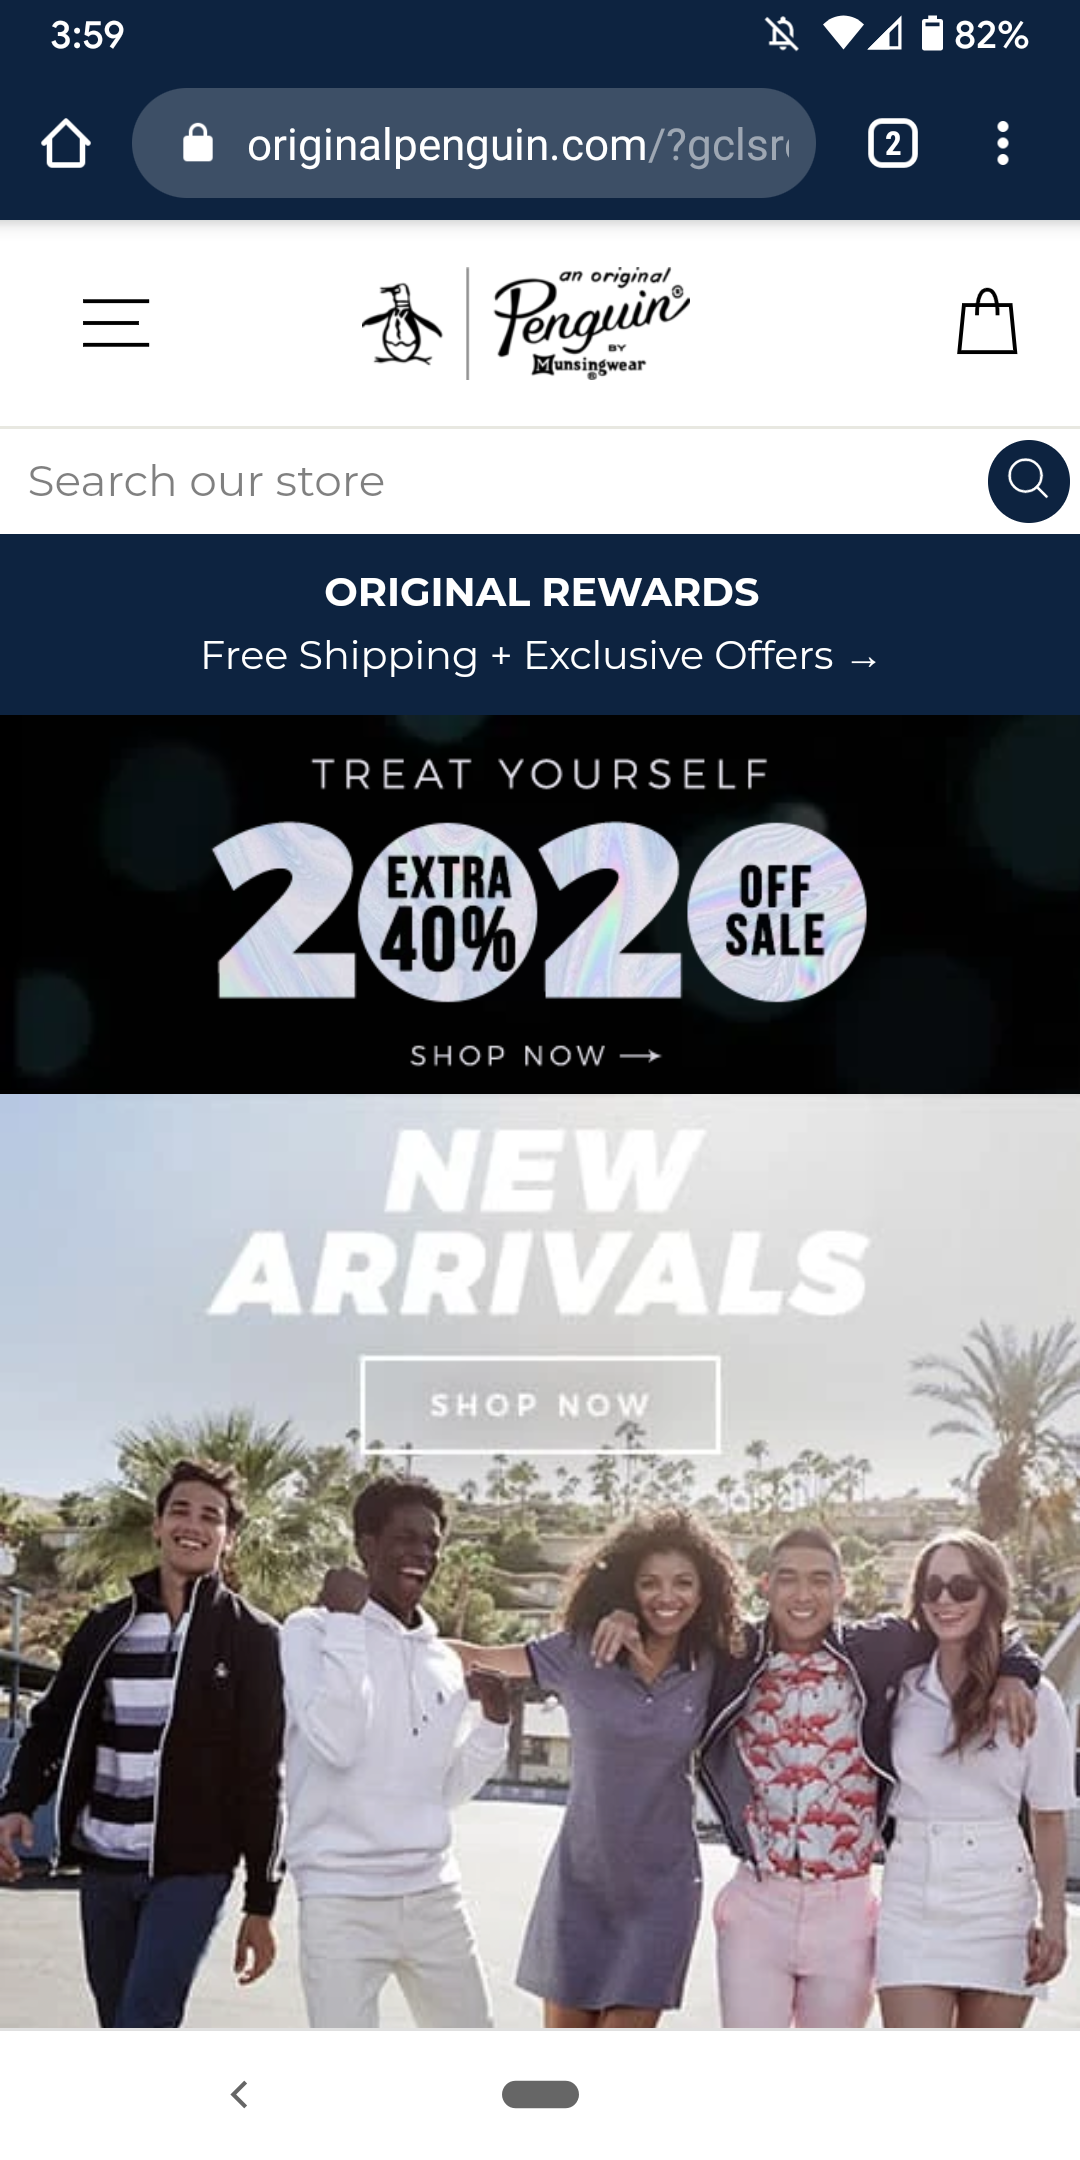 3:59
82%
originalpenguin.com/?gclsr
2
an original
Penguin®
BY
Munsingwear
®
Search our store
ORIGINAL REWARDS
Free Shipping + Exclusive Offers →
TREAT YOURSELF
2 EXTRA 40% 2 OFF SALE
SHOP NOW →
NEW
ARRIVALS
SHOP NOW